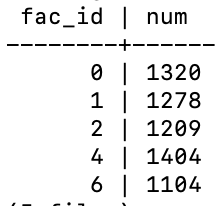 fac_id | num
--------+------
0 | 1320
1 | 1278
2 | 1209
4 | 1404
6 | 1104